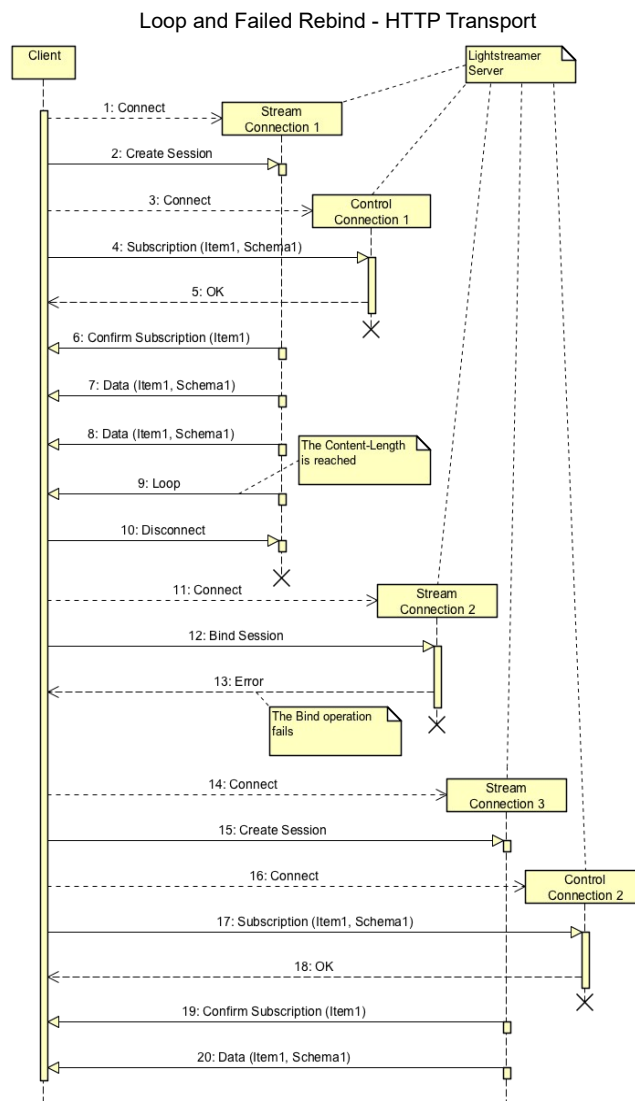 Loop and Failed Rebind - HTTP Transport
Client
Lightstreamer
Server
1: Connect
Stream
Connection 1
2: Create Session
3: Connect
Control
Connection 1
4: Subscription (Item1, Schema1)
5: OK
6: Confirm Subscription (Item1)
7: Data (Item1, Schema1)
8: Data (Item1, Schema1)
The Content-Length
is reached
9: Loop
10: Disconnect
11: Connect
Stream
Connection 2
12: Bind Session
13: Error
The Bind operation
fails
14: Connect
Stream
Connection 3
15: Create Session
16: Connect
Control
Connection 2
17: Subscription (Item1, Schema1)
18: OK
19: Confirm Subscription (Item1)
20: Data (Item1, Schema1)